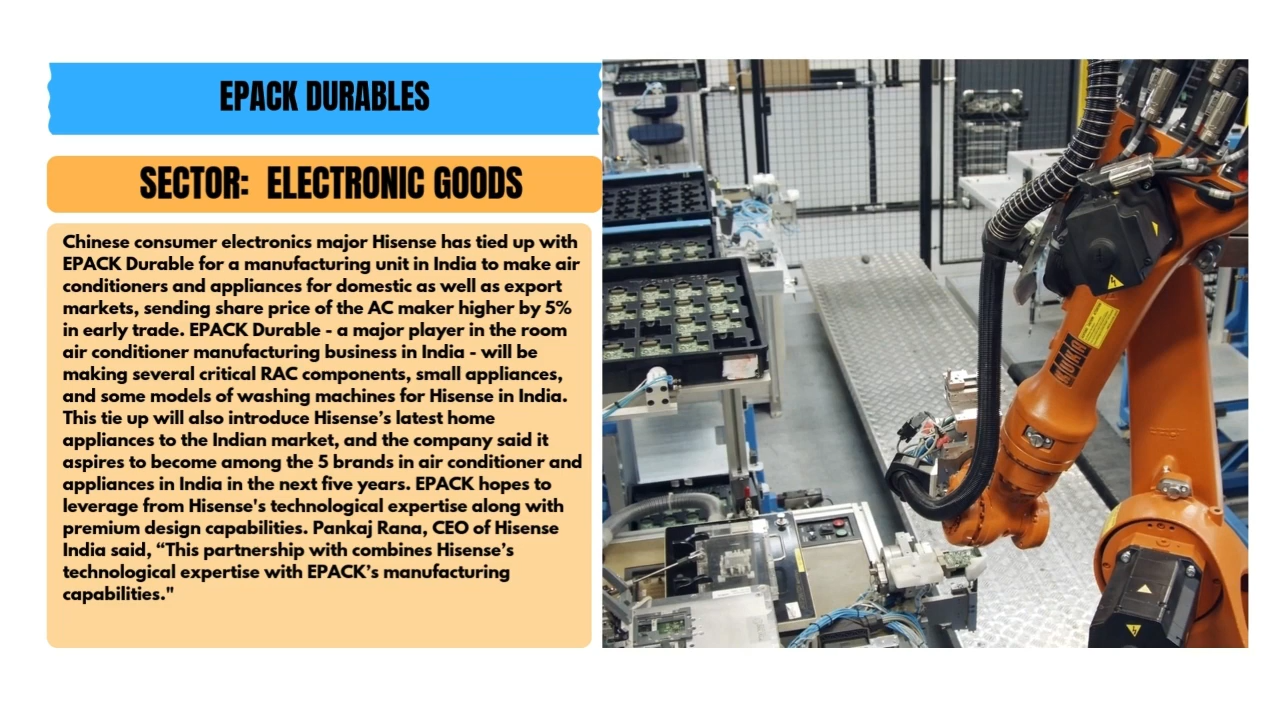 EPACK DURABLES
SECTOR: ELECTRONIC GOODS
Chinese consumer electronics major Hisense has tied up with
EPACK Durable for a manufacturing unit in India to make air
conditioners and appliances for domestic as well as export
markets, sending share price of the AC maker higher by 5%
in early trade. EPACK Durable - a major player in the room
air conditioner manufacturing business in India - will be
making several critical RAC components, small appliances,
and some models of washing machines for Hisense in India.
This tie up will also introduce Hisense’s latest home
appliances to the Indian market, and the company said it
aspires to become among the 5 brands in air conditioner and
appliances in India in the next five years. EPACK hopes to
leverage from Hisense's technological expertise along with
premium design capabilities. Pankaj Rana, CEO of Hisense
India said, “This partnership with combines Hisense’s
technological expertise with EPACK’s manufacturing
capabilities."
KUKA